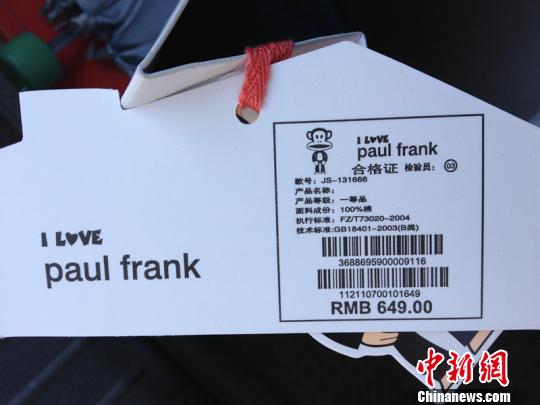 I LOVE
paul frank
I LOVE
paul frank
合格证 检验员: 03
款号: JS-131666
产品名称:
产品等级: 一等品
面料成份: 100%棉
执行标准: FZ/T73020-2004
技术标准:GB18401-2003(B类)
3688695900009116
112110700101649
RMB 649.00
中新网
Chinanews.com